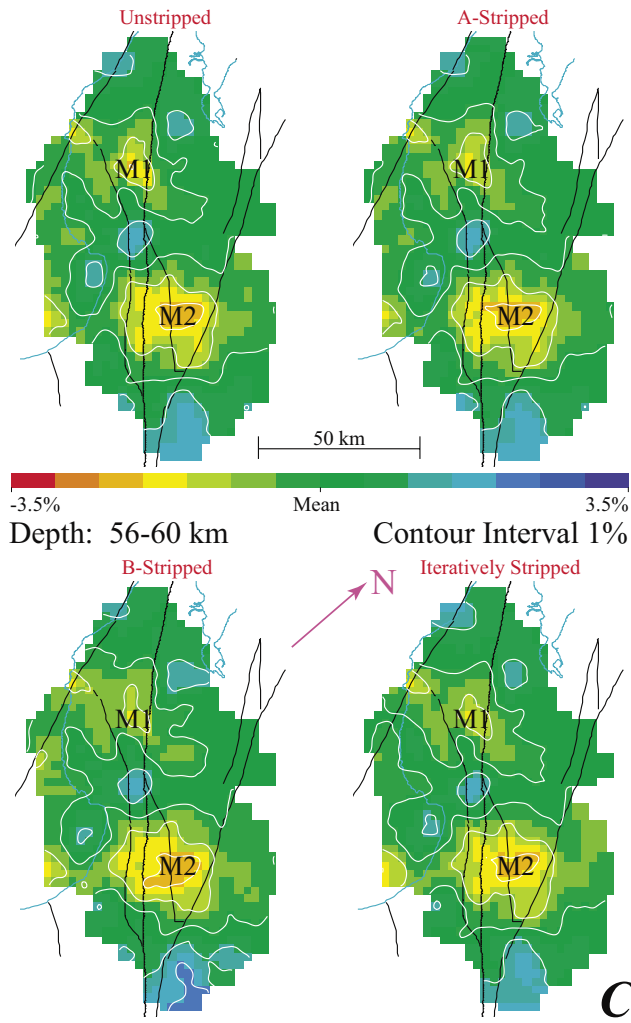 Unstripped A-Stripped
M1 M1
M2 M2
50 km
-3.5% Mean 3.5%
Depth: 56-60 km Contour Interval 1%
B-Stripped Iteratively Stripped
N
M1 M1
M2 M2
C